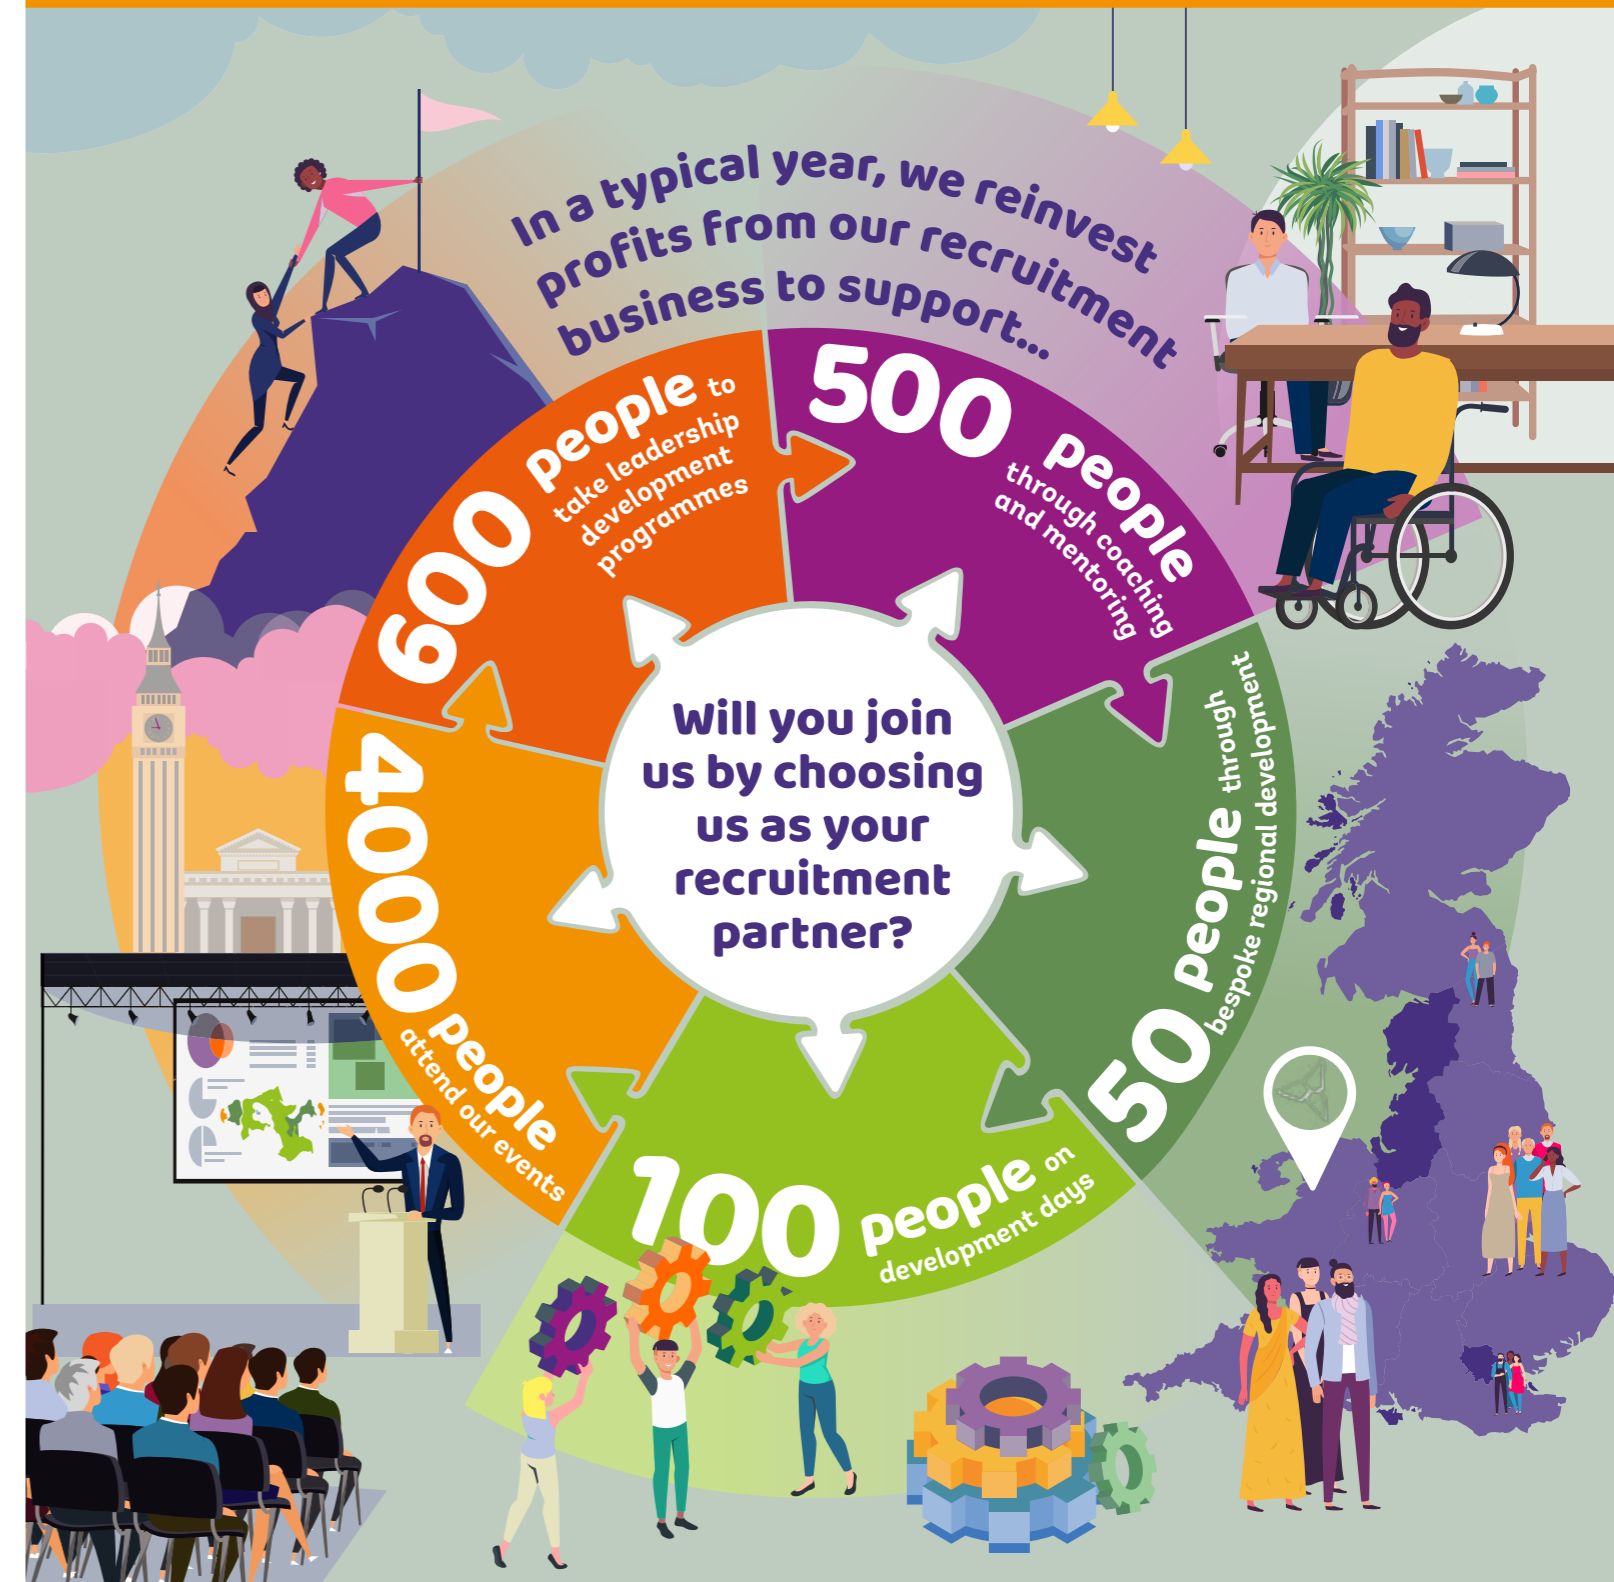 In a typical year, we reinvest
profits from our recruitment
business to support...
500 people
through coaching
and mentoring
50 people through
bespoke regional development
100 people on
development days
4000 people
attend our events
600 people to
take leadership
development
programmes
Will you join
us by choosing
us as your
recruitment
partner?